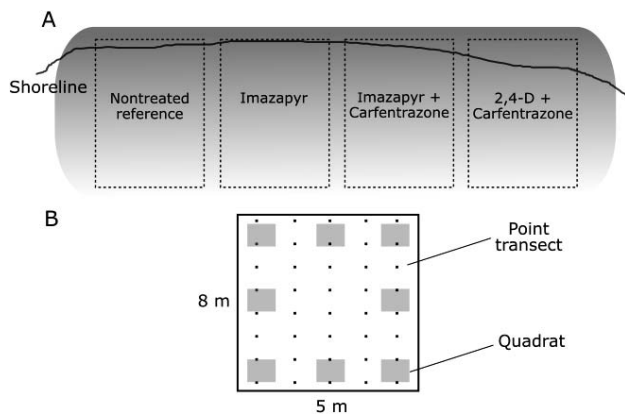 A
Shoreline
Nontreated
reference
Imazapyr
Imazapyr +
Carfentrazone
2,4-D +
Carfentrazone
B
Point
transect
8 m
Quadrat
5 m